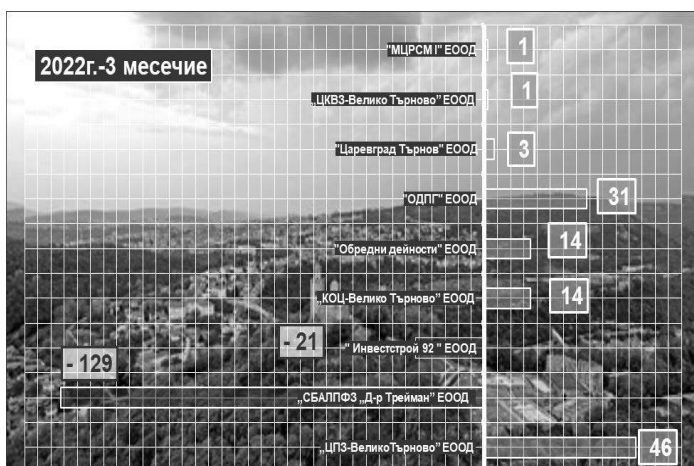 2022г.-3 месечие
"МЦРСМ I" ЕООД 1
„ЦКВЗ-Велико Търново" ЕООД 1
"Царевград Търнов" ЕООД 3
"ОДПГ" ЕООД 31
"Обредни дейности" ЕООД 14
„КОЦ-Велико Търново" ЕООД 14
- 21 " Инвестстрой 92 " ЕООД
- 129
„СБАЛПФЗ „Д-р Трейман" ЕООД
„ЦПЗ-ВеликоТърново" ЕООД 46